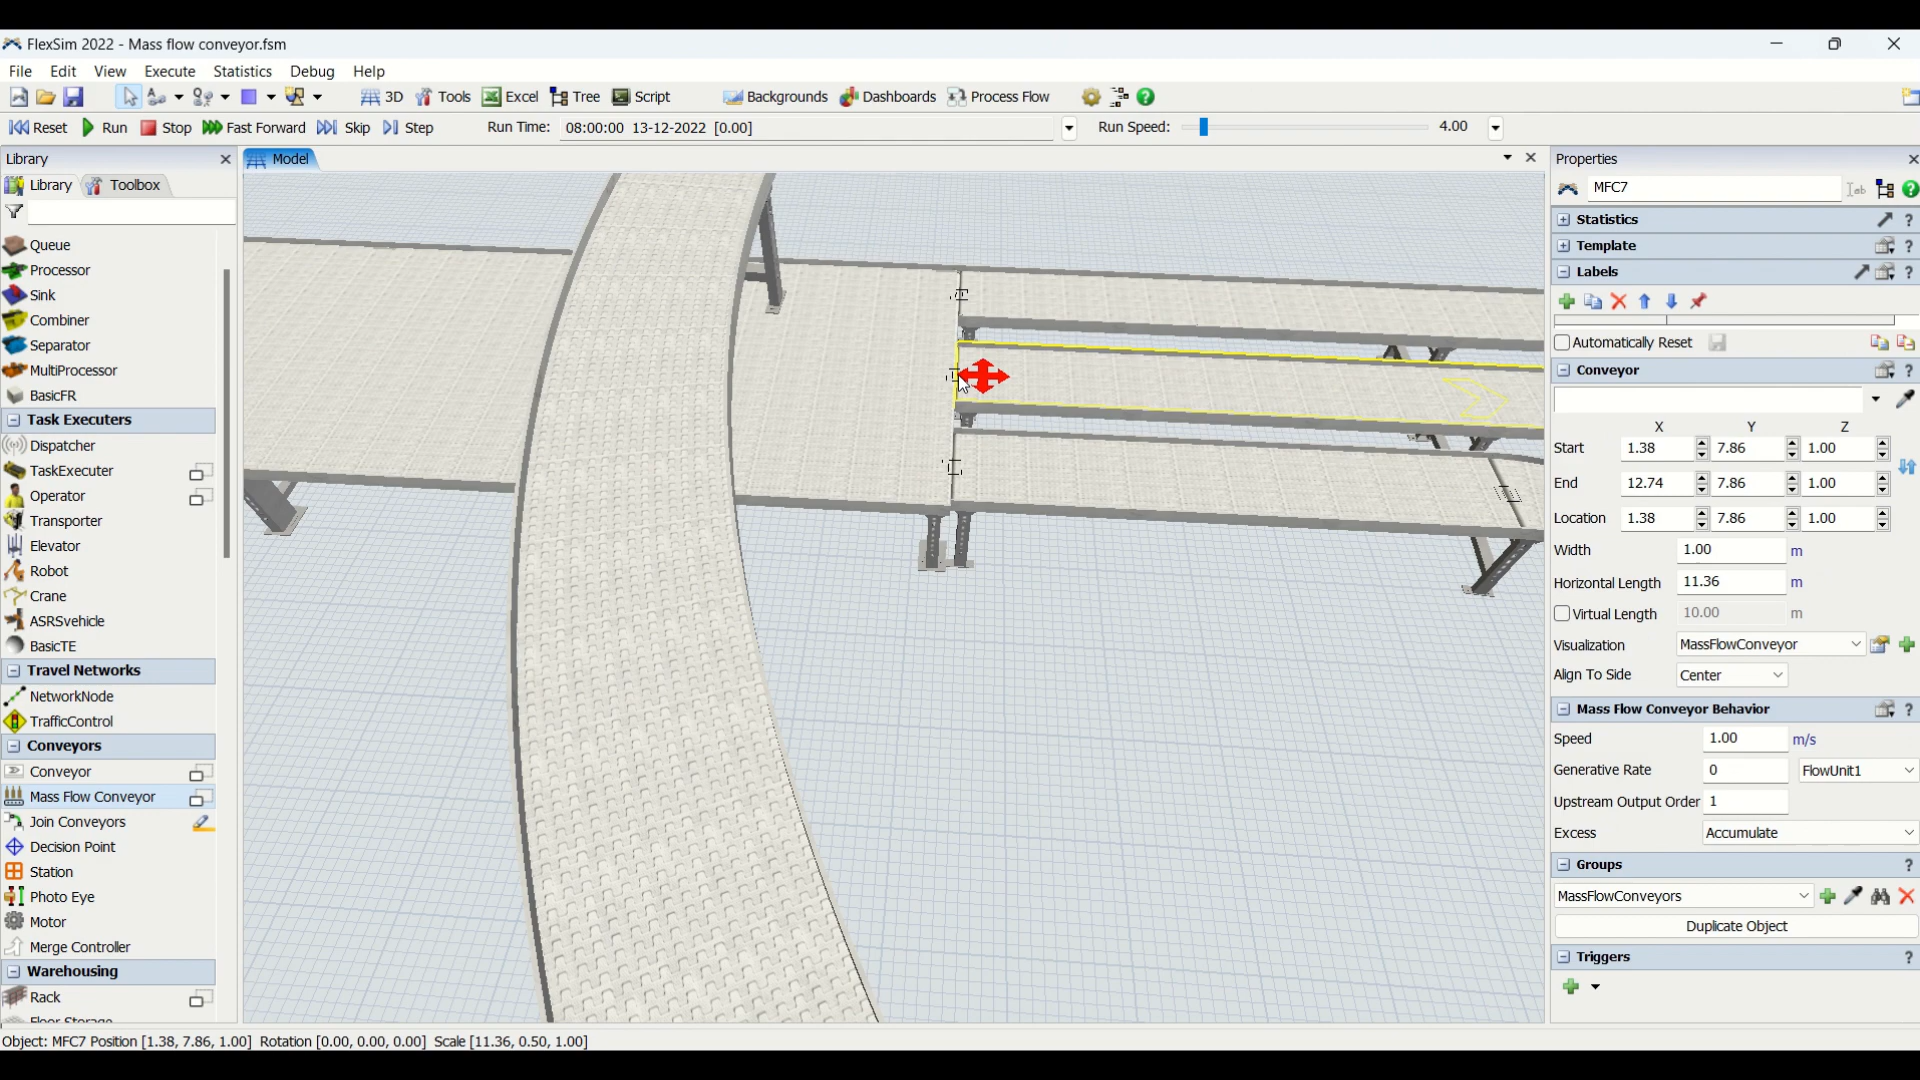 FlexSim 2022 - Mass flow conveyor.fsm
File Edit View Execute Statistics Debug Help
3D Tools Excel Tree Script Backgrounds Dashboards Process Flow
Reset Run Stop Fast Forward Skip Step Run Time: 08:00:00 13-12-2022 [0.00] Run Speed: 4.00
Library
Library Toolbox
Queue
Processor
Sink
Combiner
Separator
MultiProcessor
BasicFR
Task Executers
Dispatcher
TaskExecuter
Operator
Transporter
Elevator
Robot
Crane
ASRSvehicle
BasicTE
Travel Networks
NetworkNode
TrafficControl
Conveyors
Conveyor
Mass Flow Conveyor
Join Conveyors
Decision Point
Station
Photo Eye
Motor
Merge Controller
Warehousing
Rack
Floor Storage
Model
Properties
MFC7
Statistics
Template
Labels
Automatically Reset
Conveyor
X Y Z
Start 1.38 7.86 1.00
End 12.74 7.86 1.00
Location 1.38 7.86 1.00
Width 1.00 m
Horizontal Length 11.36 m
Virtual Length 10.00 m
Visualization MassFlowConveyor
Align To Side Center
Mass Flow Conveyor Behavior
Speed 1.00 m/s
Generative Rate 0 FlowUnit1
Upstream Output Order 1
Excess Accumulate
Groups
MassFlowConveyors
Duplicate Object
Triggers
Object: MFC7 Position [1.38, 7.86, 1.00] Rotation [0.00, 0.00, 0.00] Scale [11.36, 0.50, 1.00]